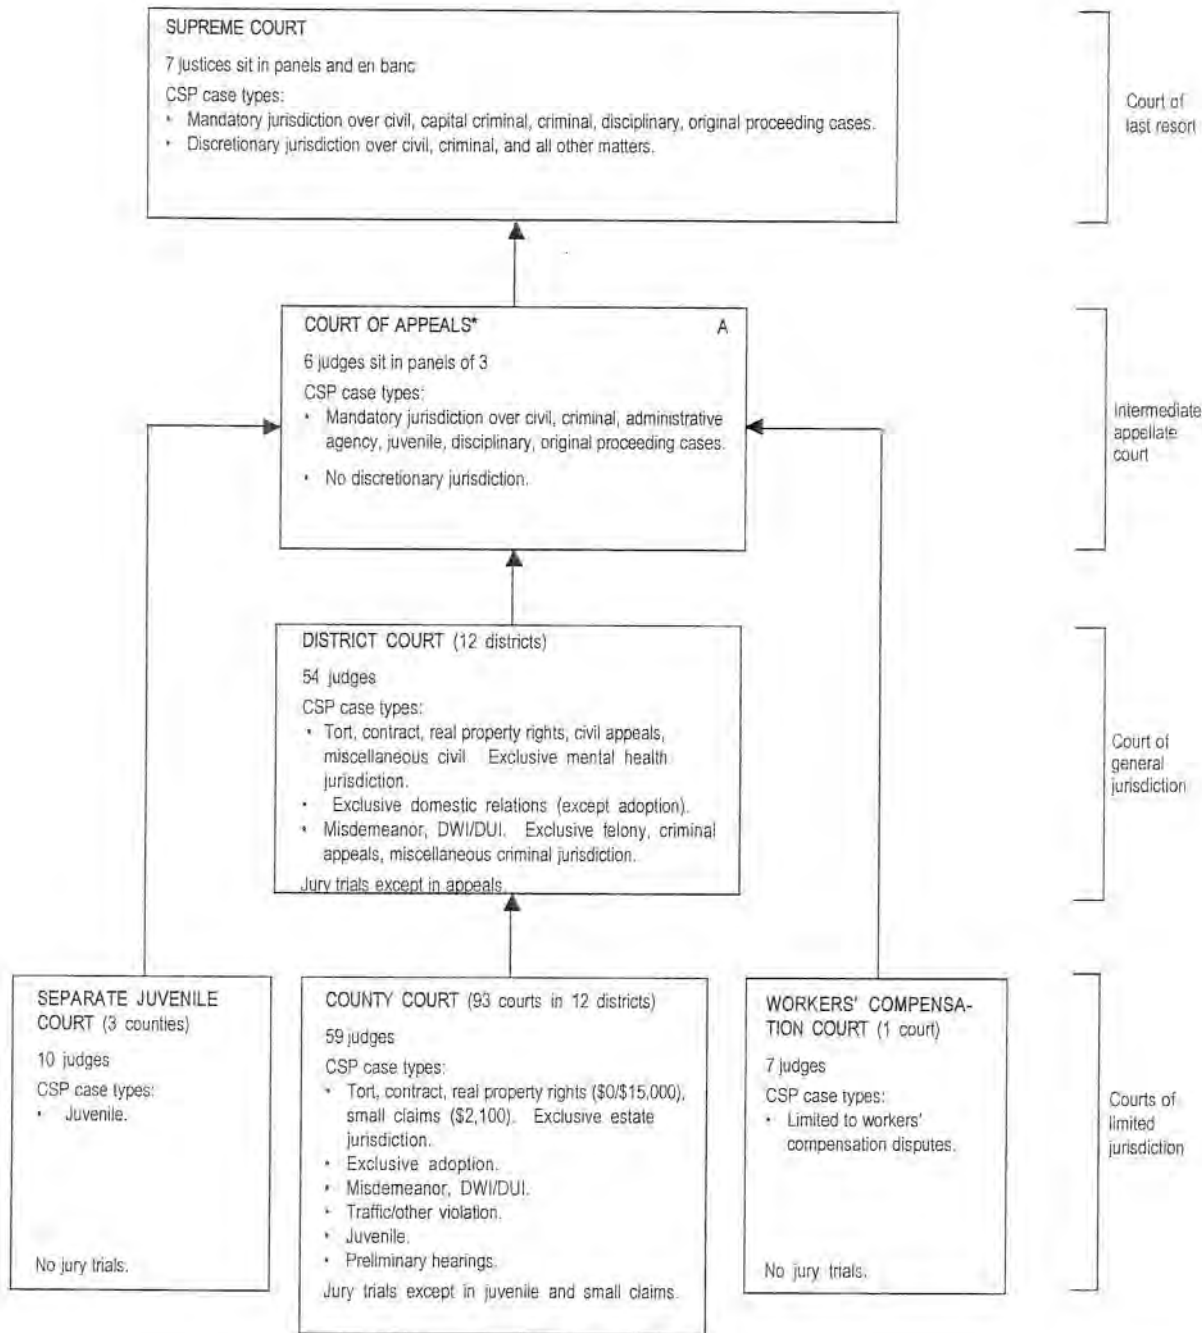 SUPREME COURT
7 justices sit in panels and en banc
CSP case types:
• Mandatory jurisdiction over civil, capital criminal, criminal, disciplinary, original proceeding cases.
• Discretionary jurisdiction over civil, criminal, and all other matters.
Court of
last resort
COURT OF APPEALS* A
6 judges sit in panels of 3
CSP case types:
• Mandatory jurisdiction over civil, criminal, administrative
agency, juvenile, disciplinary, original proceeding cases.
• No discretionary jurisdiction.
Intermediate
appellate
court
DISTRICT COURT (12 districts)
54 judges
CSP case types:
• Tort, contract, real property rights, civil appeals,
miscellaneous civil Exclusive mental health
jurisdiction.
• Exclusive domestic relations (except adoption).
• Misdemeanor, DWI/DUI. Exclusive felony, criminal
appeals, miscellaneous criminal jurisdiction.
Jury trials except in appeals.
Court of
general
jurisdiction
SEPARATE JUVENILE
COURT (3 counties)
10 judges
CSP case types:
• Juvenile.
No jury trials.
COUNTY COURT (93 courts in 12 districts)
59 judges
CSP case types:
• Tort, contract, real property rights ($0/$15,000),
small claims ($2,100). Exclusive estate
jurisdiction.
• Exclusive adoption.
• Misdemeanor, DWI/DUI.
• Traffic/other violation.
• Juvenile.
• Preliminary hearings.
Jury trials except in juvenile and small claims.
WORKERS' COMPENSA-
TION COURT (1 court)
7 judges
CSP case types:
• Limited to workers'
compensation disputes.
No jury trials.
Courts of
limited
jurisdiction